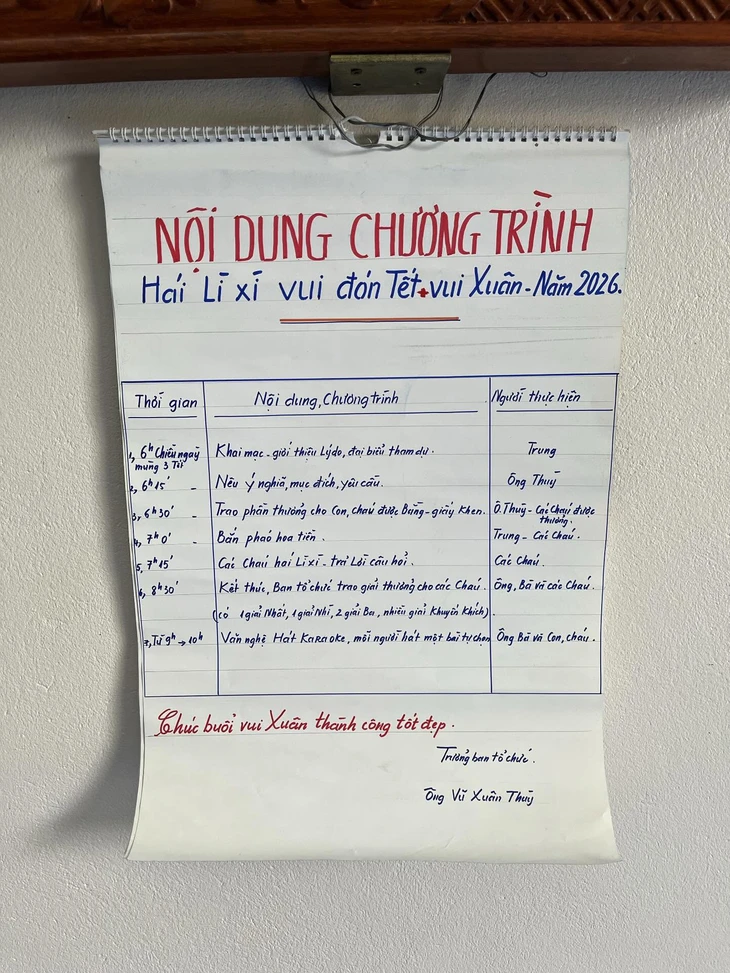 NỘI DUNG CHƯƠNG TRÌNH
Hái Lì xì vui đón Tết + vui Xuân - Năm 2026.
Thời gian Nội dung, Chương trình Người thực hiện
1, 6h Chiều ngày mùng 3 Tết Khai mạc - giới thiệu Lý do, đại biểu tham dự. Trung
2, 6h15' - Nêu ý nghĩa, mục đích, yêu cầu. Ông Thuỳ
3, 6h30' - Trao phần thưởng cho Con, cháu được Bằng - giấy khen. Ô. Thuỳ - Các Cháu được thưởng.
4, 7h0' - Bắn pháo hoa tiên. Trung - Các Cháu.
5, 7h15' Các Cháu hái Lì xì - trả Lời câu hỏi. Các Cháu.
6, 8h30' Kết thúc, Ban tổ chức trao giải thưởng cho các Cháu. Ông, Bà và các Cháu.
(có 1 giải Nhất, 1 giải Nhì, 2 giải Ba, nhiều giải Khuyến Khích).
7, Từ 9h → 10h Văn nghệ Hát Karaoke, mỗi người hát một bài tự chọn Ông Bà và Con, cháu.
Chúc buổi vui Xuân thành công tốt đẹp.
Trưởng ban tổ chức.
Ông Vũ Xuân Thuỳ